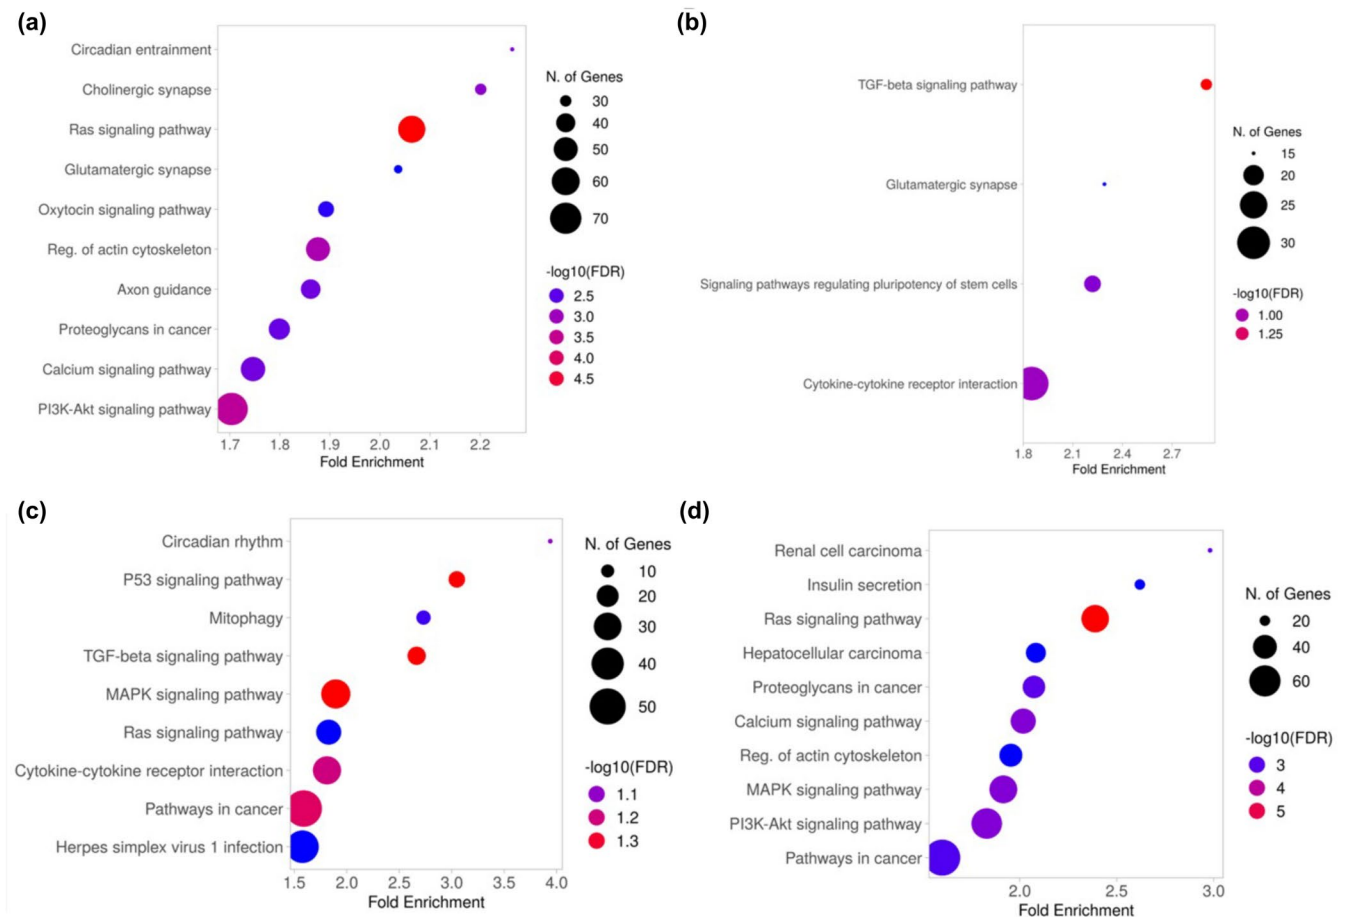 (a)
Circadian entrainment
Cholinergic synapse
Ras signaling pathway
Glutamatergic synapse
Oxytocin signaling pathway
Reg. of actin cytoskeleton
Axon guidance
Proteoglycans in cancer
Calcium signaling pathway
PI3K-Akt signaling pathway
1.7 1.8 1.9 2.0 2.1 2.2
Fold Enrichment
N. of Genes
30
40
50
60
70
-log10(FDR)
2.5
3.0
3.5
4.0
4.5
(b)
TGF-beta signaling pathway
Glutamatergic synapse
Signaling pathways regulating pluripotency of stem cells
Cytokine-cytokine receptor interaction
1.8 2.1 2.4 2.7
Fold Enrichment
N. of Genes
15
20
25
30
-log10(FDR)
1.00
1.25
(c)
Circadian rhythm
P53 signaling pathway
Mitophagy
TGF-beta signaling pathway
MAPK signaling pathway
Ras signaling pathway
Cytokine-cytokine receptor interaction
Pathways in cancer
Herpes simplex virus 1 infection
1.5 2.0 2.5 3.0 3.5 4.0
Fold Enrichment
N. of Genes
10
20
30
40
50
-log10(FDR)
1.1
1.2
1.3
(d)
Renal cell carcinoma
Insulin secretion
Ras signaling pathway
Hepatocellular carcinoma
Proteoglycans in cancer
Calcium signaling pathway
Reg. of actin cytoskeleton
MAPK signaling pathway
PI3K-Akt signaling pathway
Pathways in cancer
2.0 2.5 3.0
Fold Enrichment
N. of Genes
20
40
60
-log10(FDR)
3
4
5